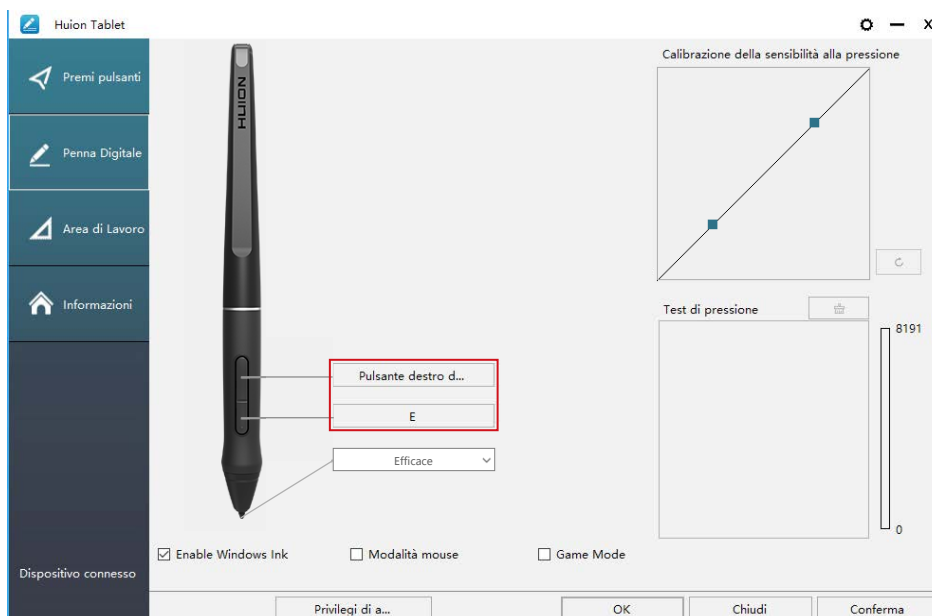 Huion Tablet
X
Premi pulsanti
Penna Digitale
Area di Lavoro
Informazioni
Dispositivo connesso
HUION
Pulsante destro d...
E
Efficace
Enable Windows Ink
Modalità mouse
Game Mode
Calibrazione della sensibilità alla pressione
Test di pressione
8191
0
Privilegi di a...
OK
Chiudi
Conferma